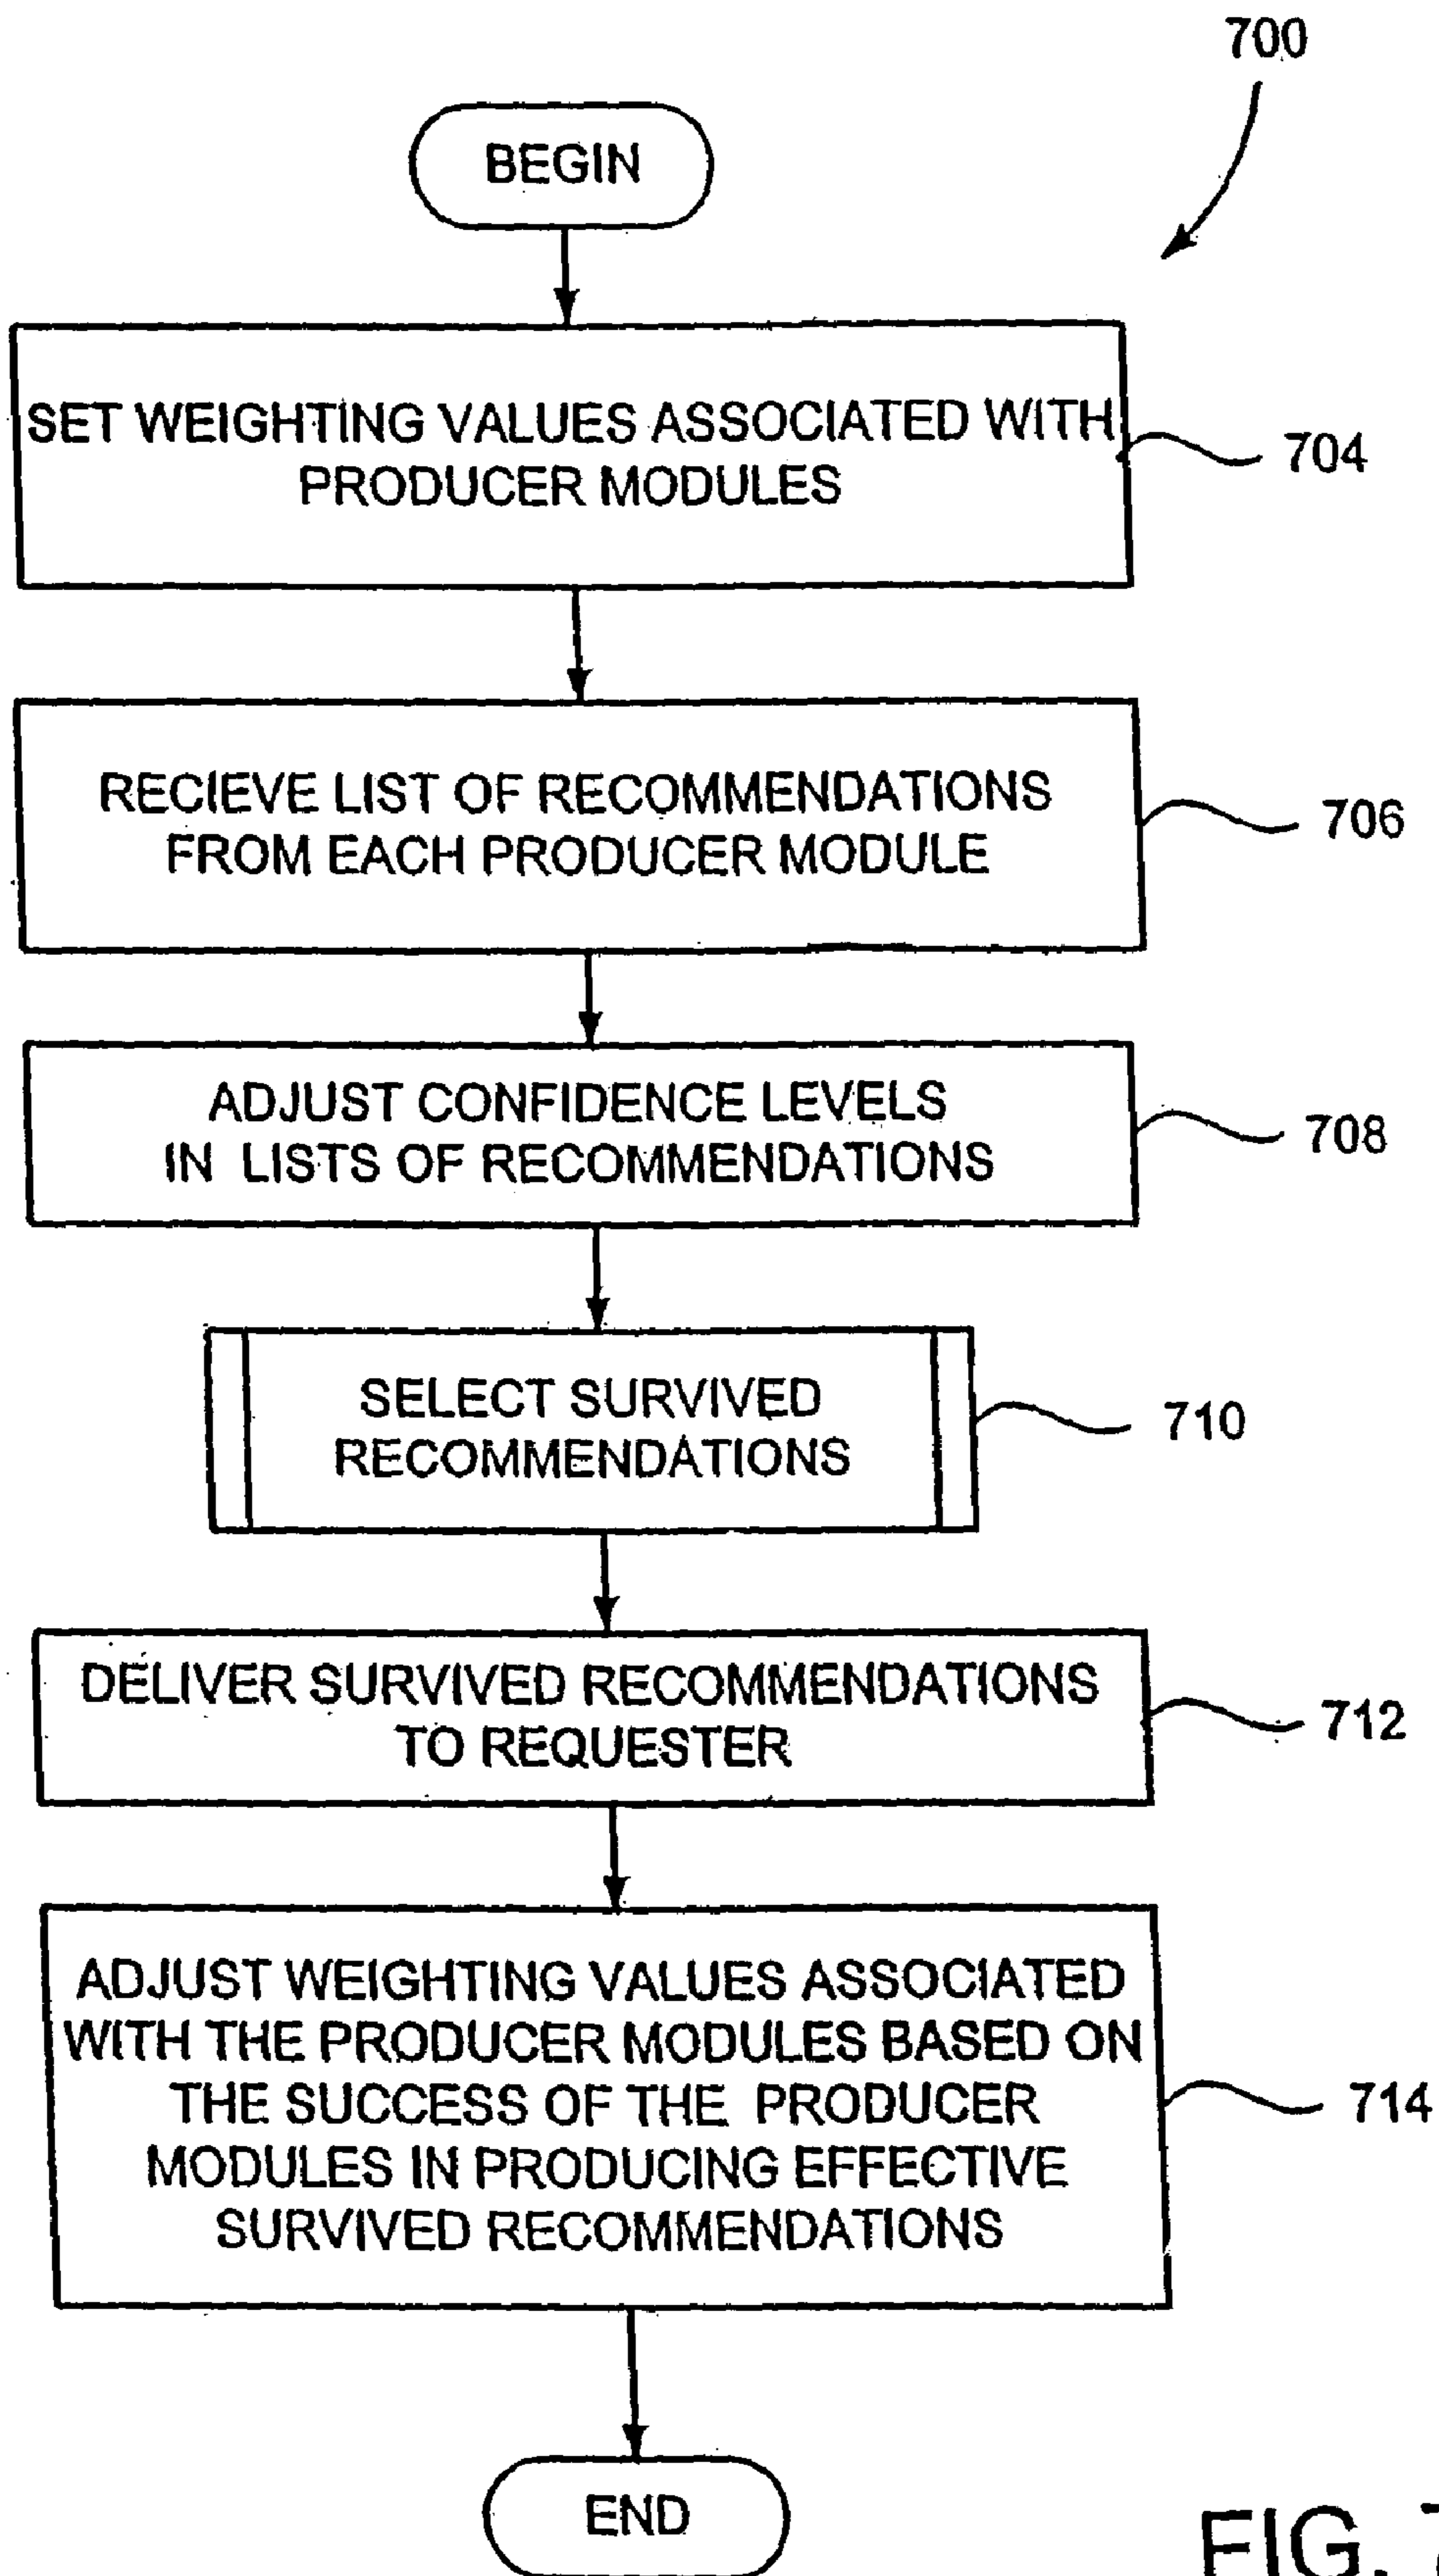 700
BEGIN
SET WEIGHTING VALUES ASSOCIATED WITH
PRODUCER MODULES
704
RECIEVE LIST OF RECOMMENDATIONS
FROM EACH PRODUCER MODULE
706
ADJUST CONFIDENCE LEVELS
IN LISTS OF RECOMMENDATIONS
708
SELECT SURVIVED
RECOMMENDATIONS
710
DELIVER SURVIVED RECOMMENDATIONS
TO REQUESTER
712
ADJUST WEIGHTING VALUES ASSOCIATED
WITH THE PRODUCER MODULES BASED ON
THE SUCCESS OF THE PRODUCER
MODULES IN PRODUCING EFFECTIVE
SURVIVED RECOMMENDATIONS
714
END
FIG. 7